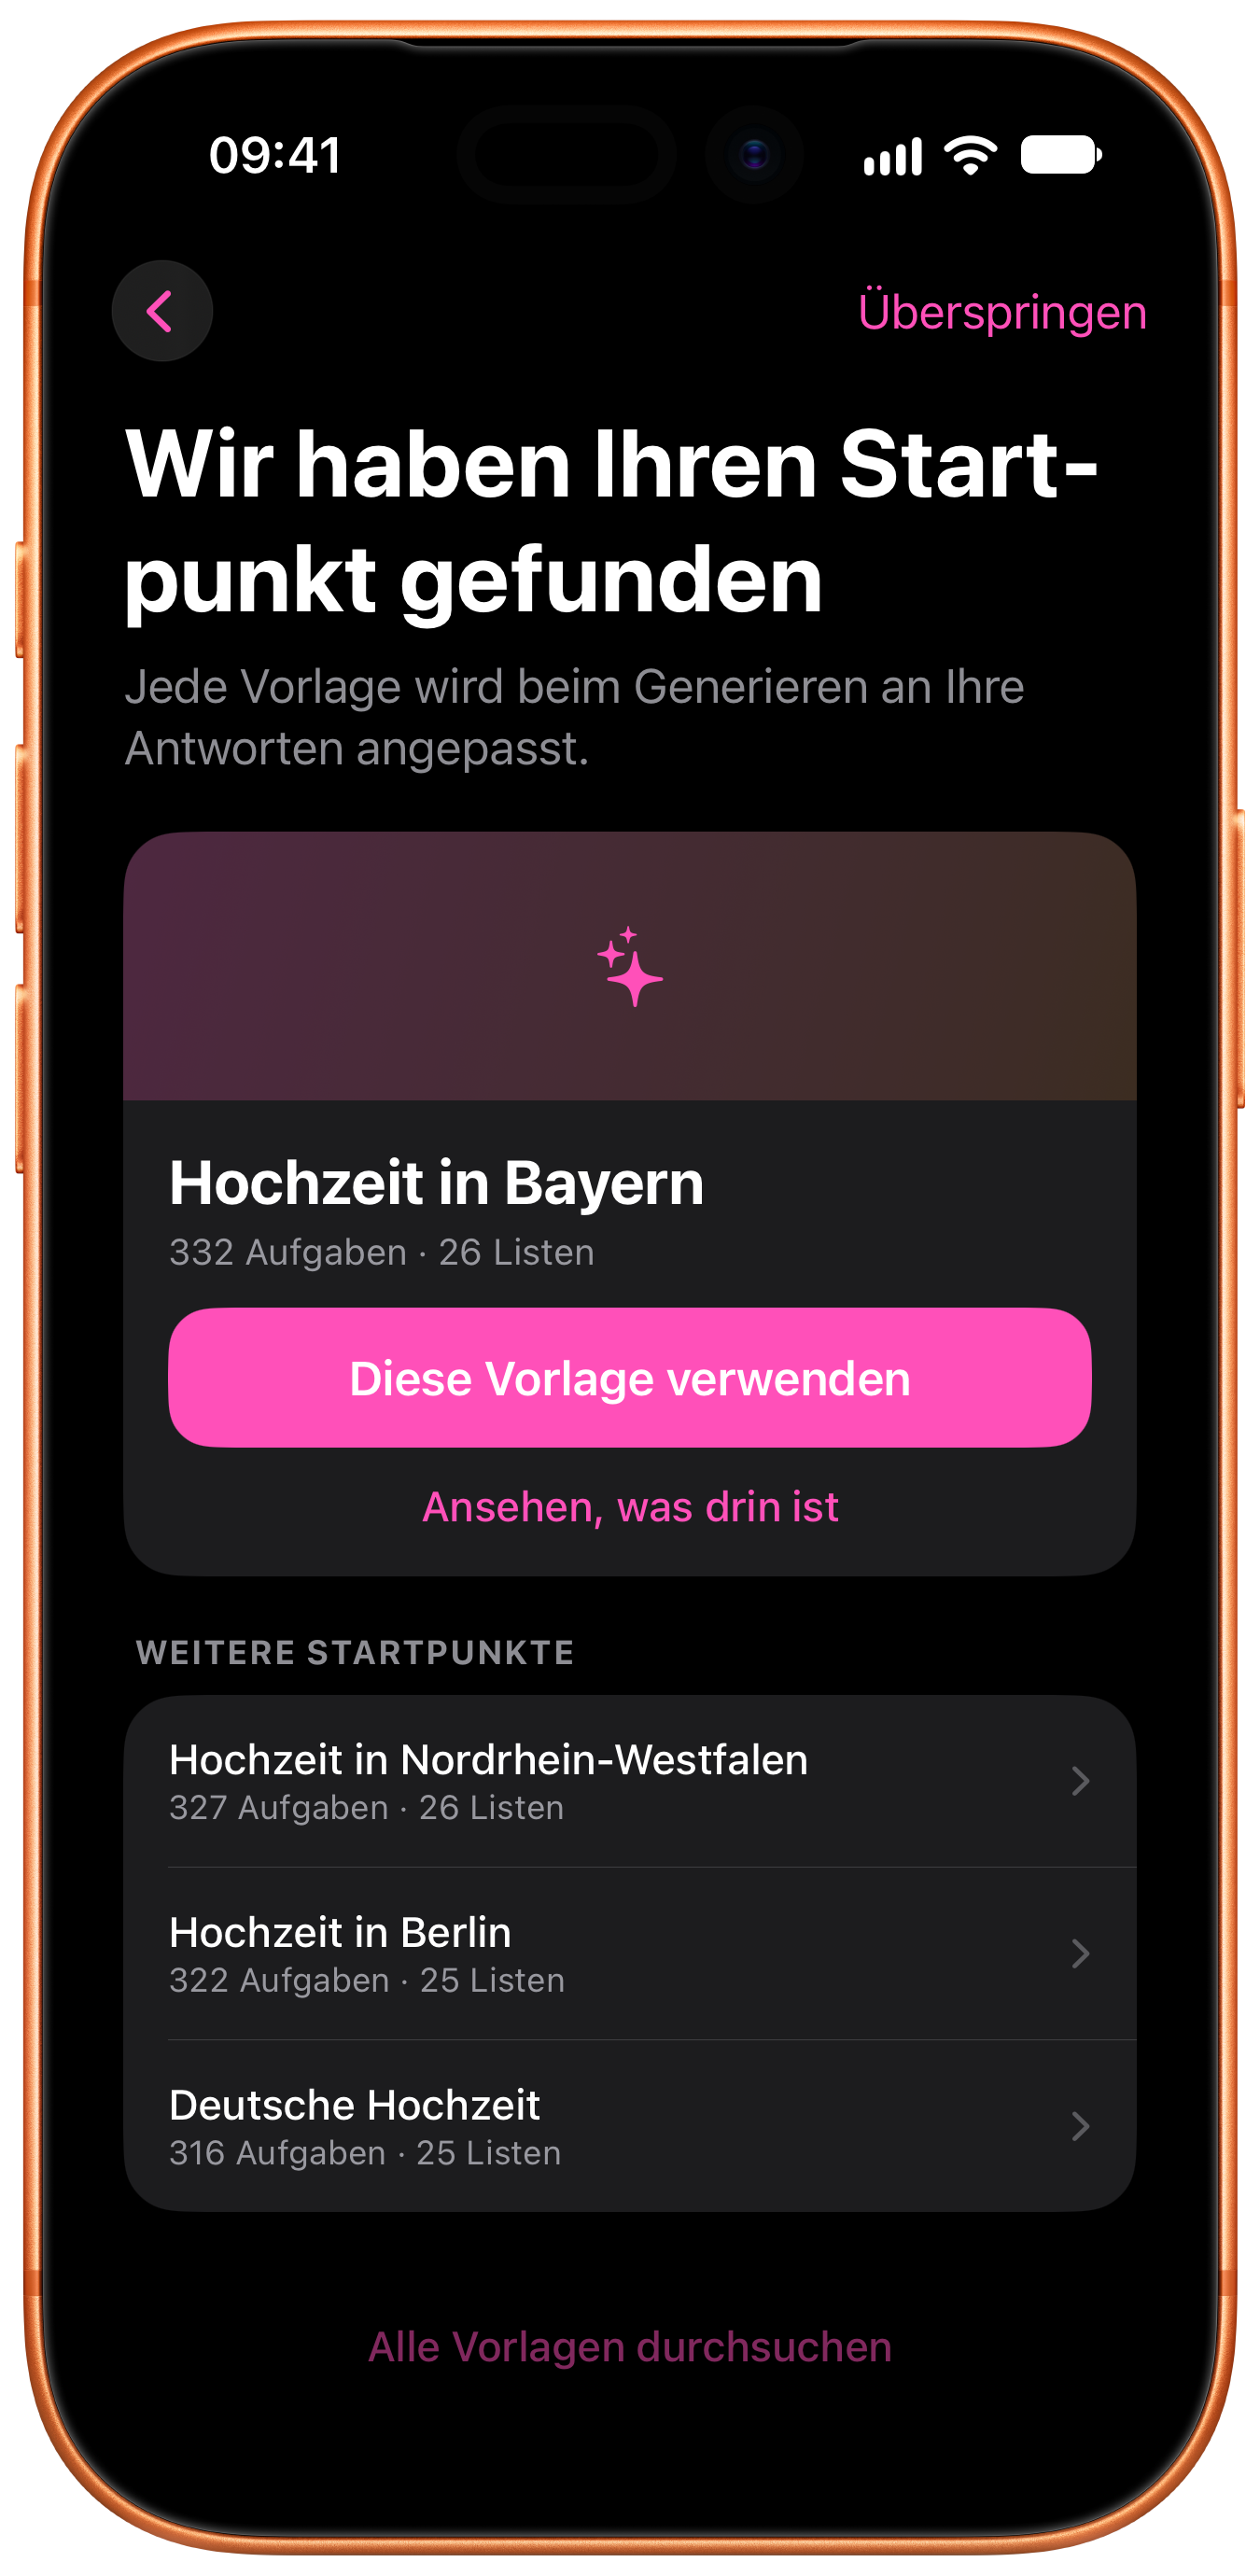 09:41
Überspringen
Wir haben Ihren Start-
punkt gefunden
Jede Vorlage wird beim Generieren an Ihre
Antworten angepasst.
Hochzeit in Bayern
332 Aufgaben · 26 Listen
Diese Vorlage verwenden
Ansehen, was drin ist
WEITERE STARTPUNKTE
Hochzeit in Nordrhein-Westfalen
327 Aufgaben · 26 Listen
Hochzeit in Berlin
322 Aufgaben · 25 Listen
Deutsche Hochzeit
316 Aufgaben · 25 Listen
Alle Vorlagen durchsuchen